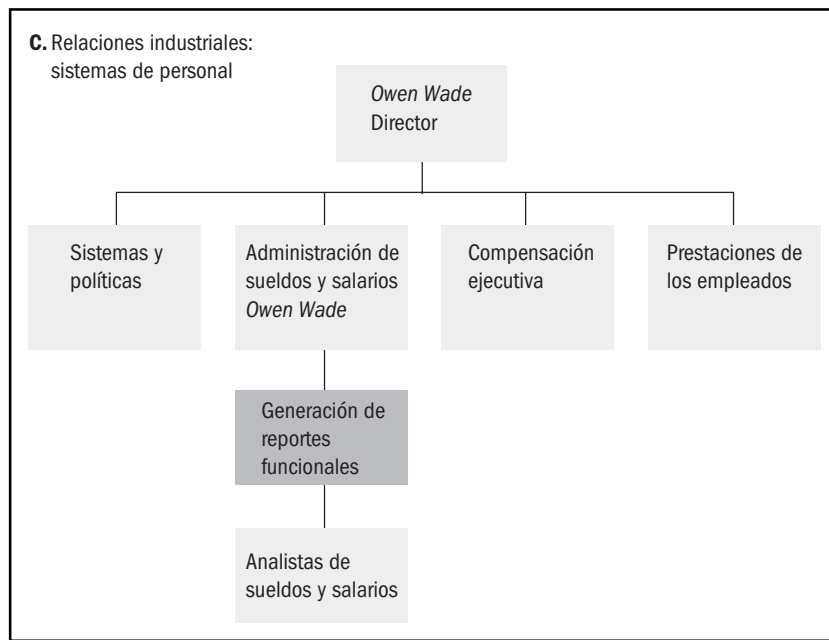 C. Relaciones industriales:
sistemas de personal
Owen Wade
Director
Sistemas y
políticas
Administración de
sueldos y salarios
Owen Wade
Compensación
ejecutiva
Prestaciones de
los empleados
Generación de
reportes
funcionales
Analistas de
sueldos y salarios